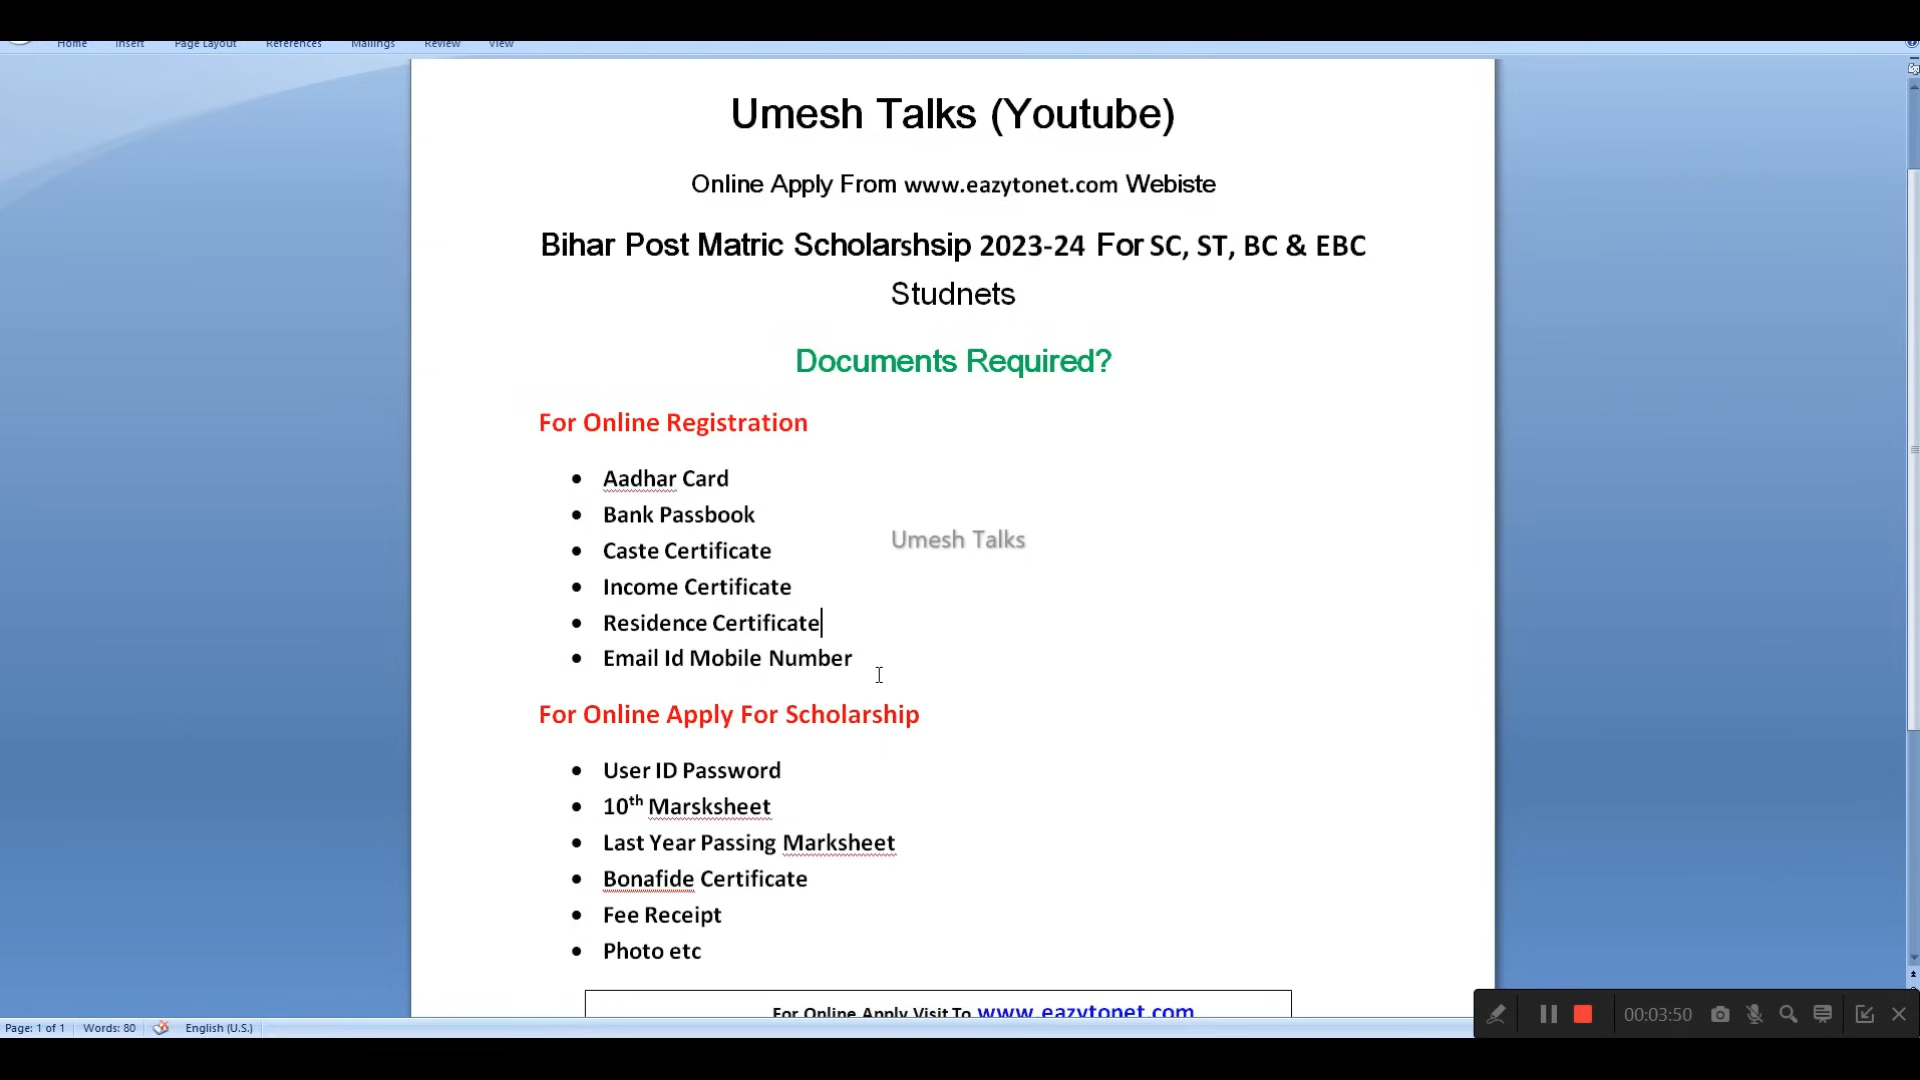 Home Insert Page Layout References Mailings Review View
Umesh Talks (Youtube)
Online Apply From www.eazytonet.com Webiste
Bihar Post Matric Scholarshsip 2023-24 For SC, ST, BC & EBC
Studnets
Documents Required?
For Online Registration
• Aadhar Card
• Bank Passbook
• Caste Certificate
Umesh Talks
• Income Certificate
• Residence Certificate
• Email Id Mobile Number
For Online Apply For Scholarship
• User ID Password
• 10th Marsksheet
• Last Year Passing Marksheet
• Bonafide Certificate
• Fee Receipt
• Photo etc
For Online Apply Visit To www.eazytonet.com
Page: 1 of 1 Words: 80 English (U.S.)
00:03:50